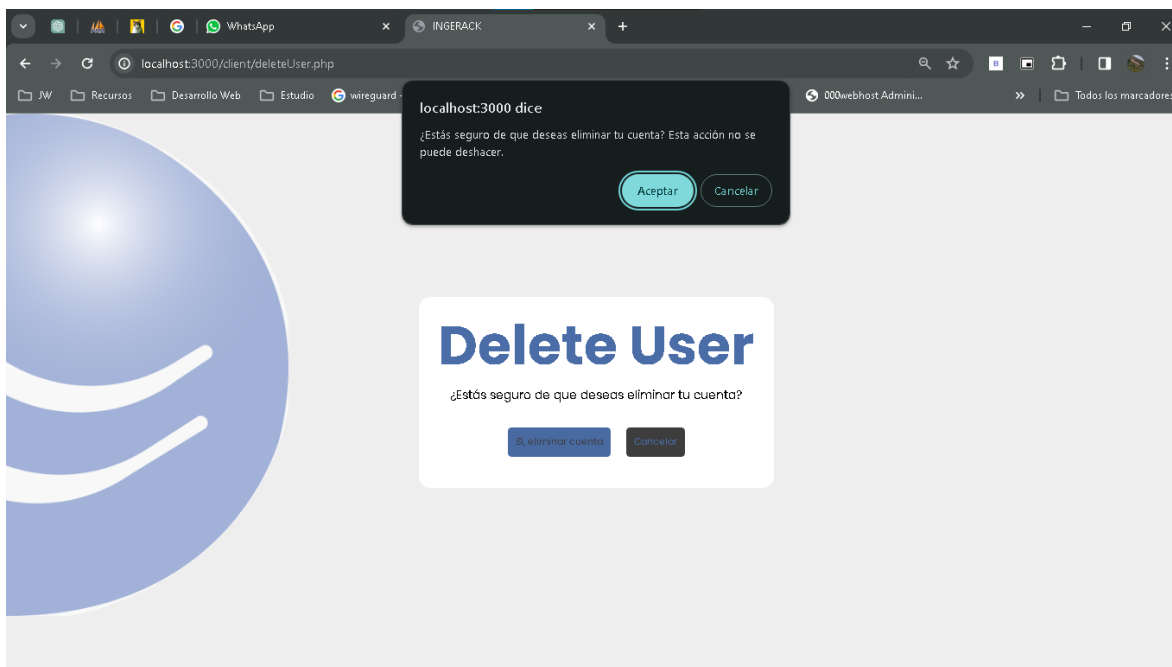 WhatsApp
INGERACK
localhost:3000/client/deleteUser.php
JW
Recursos
Desarrollo Web
Estudio
wireguard -
000webhost Admini...
Todos los marcadores
localhost:3000 dice
¿Estás seguro de que deseas eliminar tu cuenta? Esta acción no se
puede deshacer.
Aceptar
Cancelar
Delete User
¿Estás seguro de que deseas eliminar tu cuenta?
Sí, eliminar cuenta
Cancelar